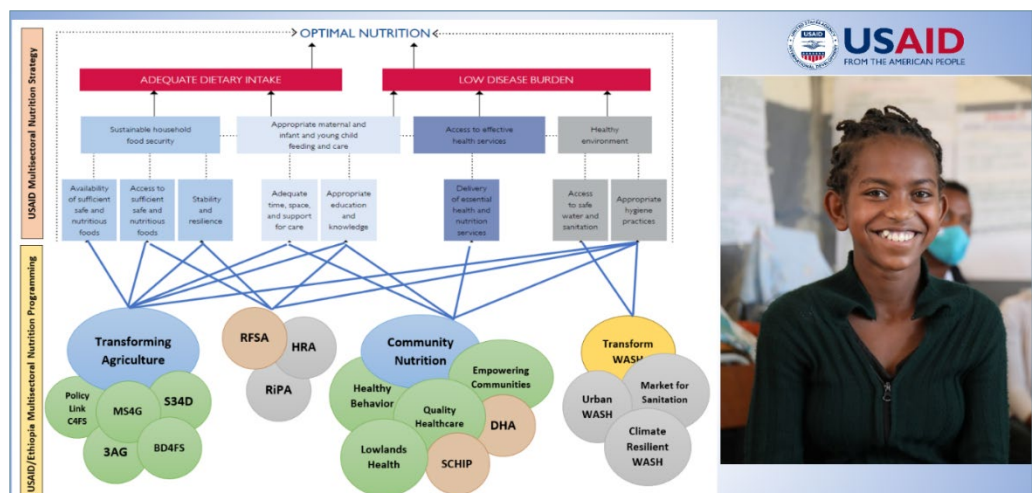 USAID Multisectoral Nutrition Strategy
OPTIMAL NUTRITION
ADEQUATE DIETARY INTAKE
LOW DISEASE BURDEN
Sustainable household
food security
Appropriate maternal and
infant and young child
feeding and care
Access to effective
health services
Healthy
environment
Availability
of sufficient
safe and
nutritious
foods
Access to
sufficient
safe and
nutritious
foods
Stability
and
resilience
Adequate
time, space,
and support
for care
Appropriate
education
and
knowledge
Delivery
of essential
health and
nutrition
services
Access
to safe
water and
sanitation
Appropriate
hygiene
practices
USAID/Ethiopia Multisectoral Nutrition Programming
Transforming
Agriculture
Policy
Link
C4FS
MS4G
S34D
3AG
BD4FS
RFSA
HRA
RiPA
Community
Nutrition
Healthy
Behavior
Empowering
Communities
Quality
Healthcare
DHA
Lowlands
Health
SCHIP
Transform
WASH
Urban
WASH
Market for
Sanitation
Climate
Resilient
WASH
USAID
USAID
FROM THE AMERICAN PEOPLE